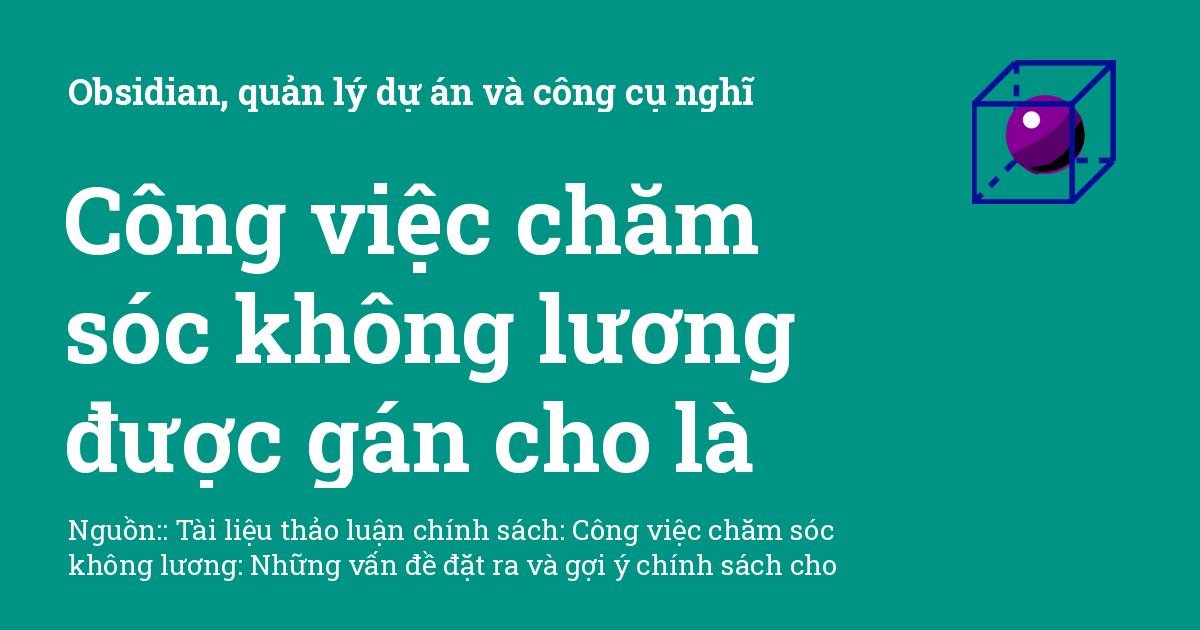 Obsidian, quản lý dự án và công cụ nghĩ
Công việc chăm
sóc không lương
được gán cho là
Nguồn:: Tài liệu thảo luận chính sách: Công việc chăm sóc
không lương: Những vấn đề đặt ra và gợi ý chính sách cho